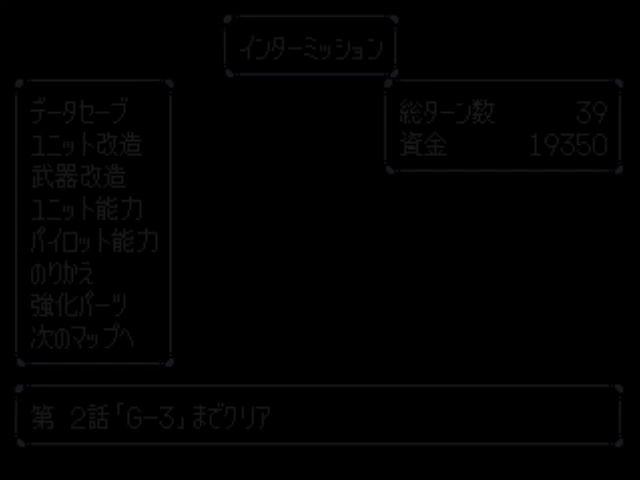 インターミッション
データセーブ
ユニット改造
武器改造
ユニット能力
パイロット能力
のりかえ
強化パーツ
次のマップへ
総ターン数 39
資金 19350
第 2話「G-3」までクリア